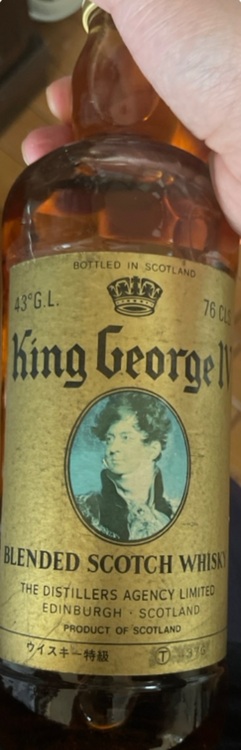 BOTTLED IN SCOTLAND
43°G.L.
76 CL
King George IV
BLENDED SCOTCH WHISKY
THE DISTILLERS AGENCY LIMITED
EDINBURGH · SCOTLAND
PRODUCT OF SCOTLAND
ウイスキー特級